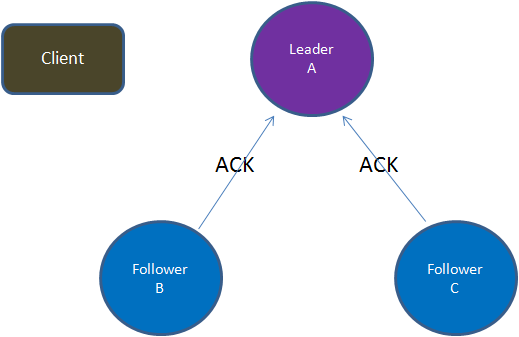 Client
Leader
A
ACK
ACK
Follower
B
Follower
C